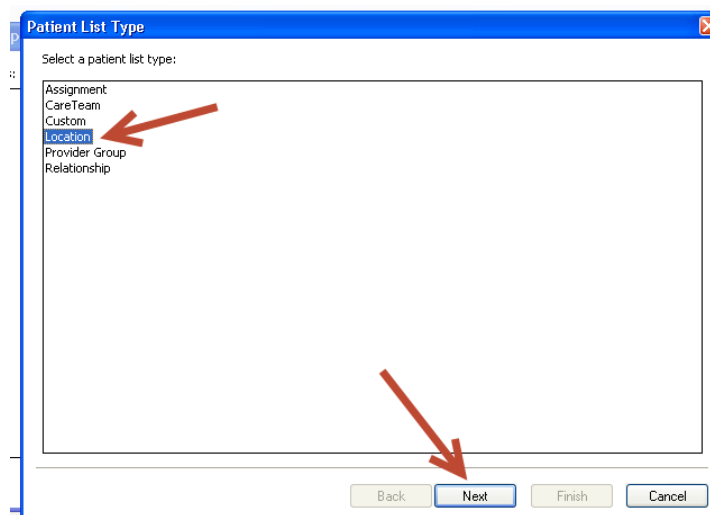 Patient List Type
Select a patient list type:
Assignment
CareTeam
Custom
Location
Provider Group
Relationship
Back Next Finish Cancel